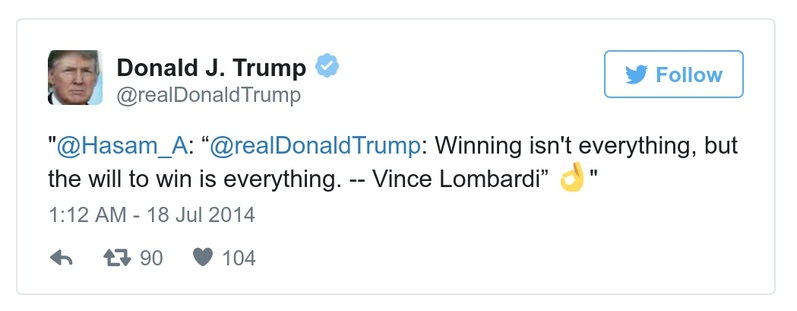 Donald J. Trump
@realDonaldTrump
Follow
"@Hasam_A: “@realDonaldTrump: Winning isn't everything, but
the will to win is everything. -- Vince Lombardi” 👌"
1:12 AM - 18 Jul 2014
90 104